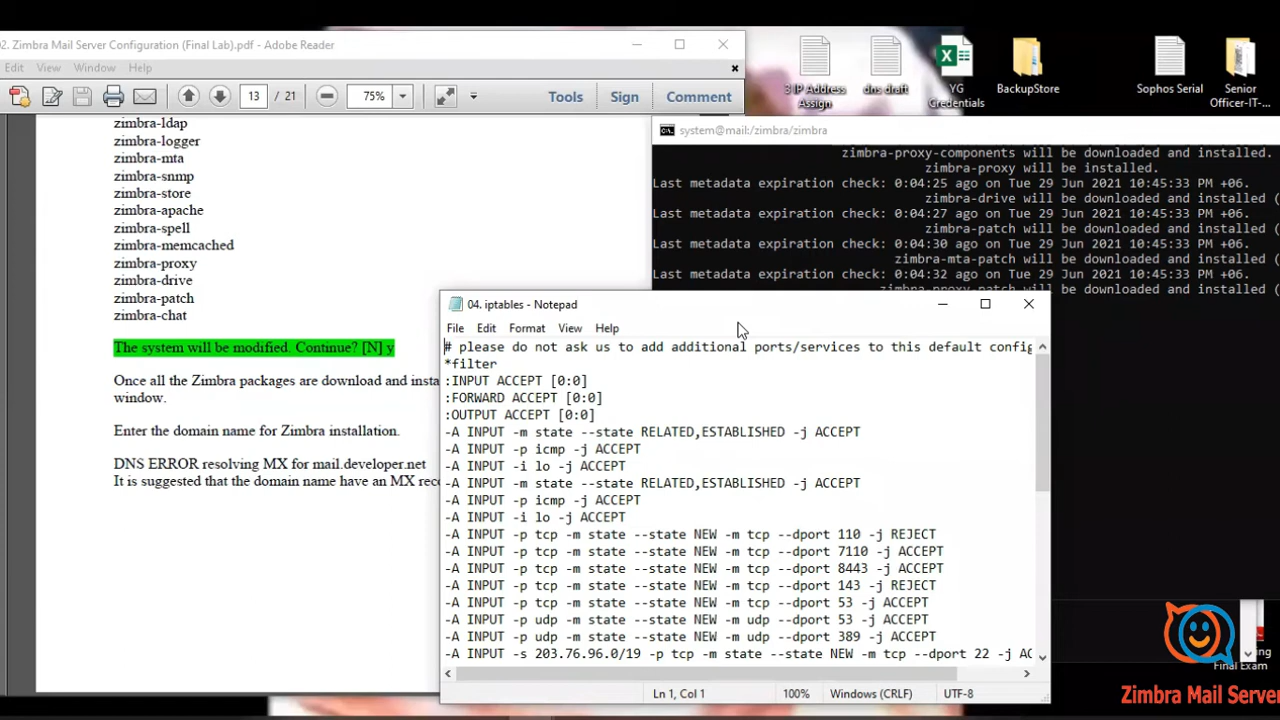 02. Zimbra Mail Server Configuration (Final Lab).pdf - Adobe Reader
Edit View Window Help
13 / 21 75% Tools Sign Comment
zimbra-ldap
zimbra-logger
zimbra-mta
zimbra-snmp
zimbra-store
zimbra-apache
zimbra-spell
zimbra-memcached
zimbra-proxy
zimbra-drive
zimbra-patch
zimbra-chat
The system will be modified. Continue? [N] y
Once all the Zimbra packages are download and insta
window.
Enter the domain name for Zimbra installation.
DNS ERROR resolving MX for mail.developer.net
It is suggested that the domain name have an MX rec
3 IP Address
Assign
dns draft
YG
Credentials
BackupStore
Sophos Serial
Senior
Officer-IT-...
system@mail:/zimbra/zimbra
zimbra-proxy-components will be downloaded and installed.
zimbra-proxy will be installed.
Last metadata expiration check: 0:04:25 ago on Tue 29 Jun 2021 10:45:33 PM +06.
zimbra-drive will be downloaded and installed (
Last metadata expiration check: 0:04:27 ago on Tue 29 Jun 2021 10:45:33 PM +06.
zimbra-patch will be downloaded and installed (
Last metadata expiration check: 0:04:30 ago on Tue 29 Jun 2021 10:45:33 PM +06.
zimbra-mta-patch will be downloaded and installed (
Last metadata expiration check: 0:04:32 ago on Tue 29 Jun 2021 10:45:33 PM +06.
zimbra-proxy-patch will be downloaded and installed (
04. iptables - Notepad
File Edit Format View Help
# please do not ask us to add additional ports/services to this default config
*filter
:INPUT ACCEPT [0:0]
:FORWARD ACCEPT [0:0]
:OUTPUT ACCEPT [0:0]
-A INPUT -m state --state RELATED,ESTABLISHED -j ACCEPT
-A INPUT -p icmp -j ACCEPT
-A INPUT -i lo -j ACCEPT
-A INPUT -m state --state RELATED,ESTABLISHED -j ACCEPT
-A INPUT -p icmp -j ACCEPT
-A INPUT -i lo -j ACCEPT
-A INPUT -p tcp -m state --state NEW -m tcp --dport 110 -j REJECT
-A INPUT -p tcp -m state --state NEW -m tcp --dport 7110 -j ACCEPT
-A INPUT -p tcp -m state --state NEW -m tcp --dport 8443 -j ACCEPT
-A INPUT -p tcp -m state --state NEW -m tcp --dport 143 -j REJECT
-A INPUT -p tcp -m state --state NEW -m tcp --dport 53 -j ACCEPT
-A INPUT -p udp -m state --state NEW -m udp --dport 53 -j ACCEPT
-A INPUT -p udp -m state --state NEW -m udp --dport 389 -j ACCEPT
-A INPUT -s 203.76.96.0/19 -p tcp -m state --state NEW -m tcp --dport 22 -j AC
Ln 1, Col 1 100% Windows (CRLF) UTF-8
Final Exam
Zimbra Mail Server